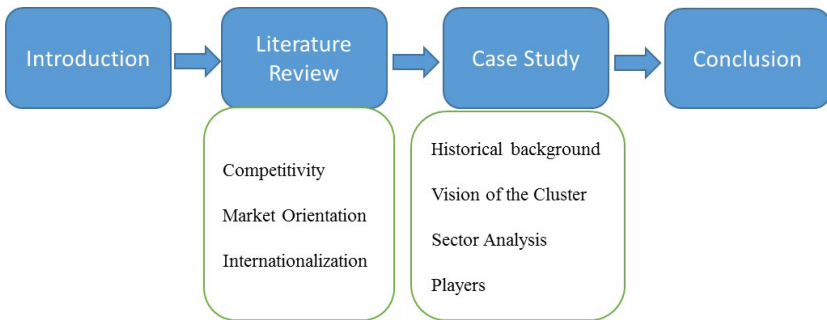 Introduction
Literature
Review
Case Study
Conclusion
Competitivity
Market Orientation
Internationalization
Historical background
Vision of the Cluster
Sector Analysis
Players